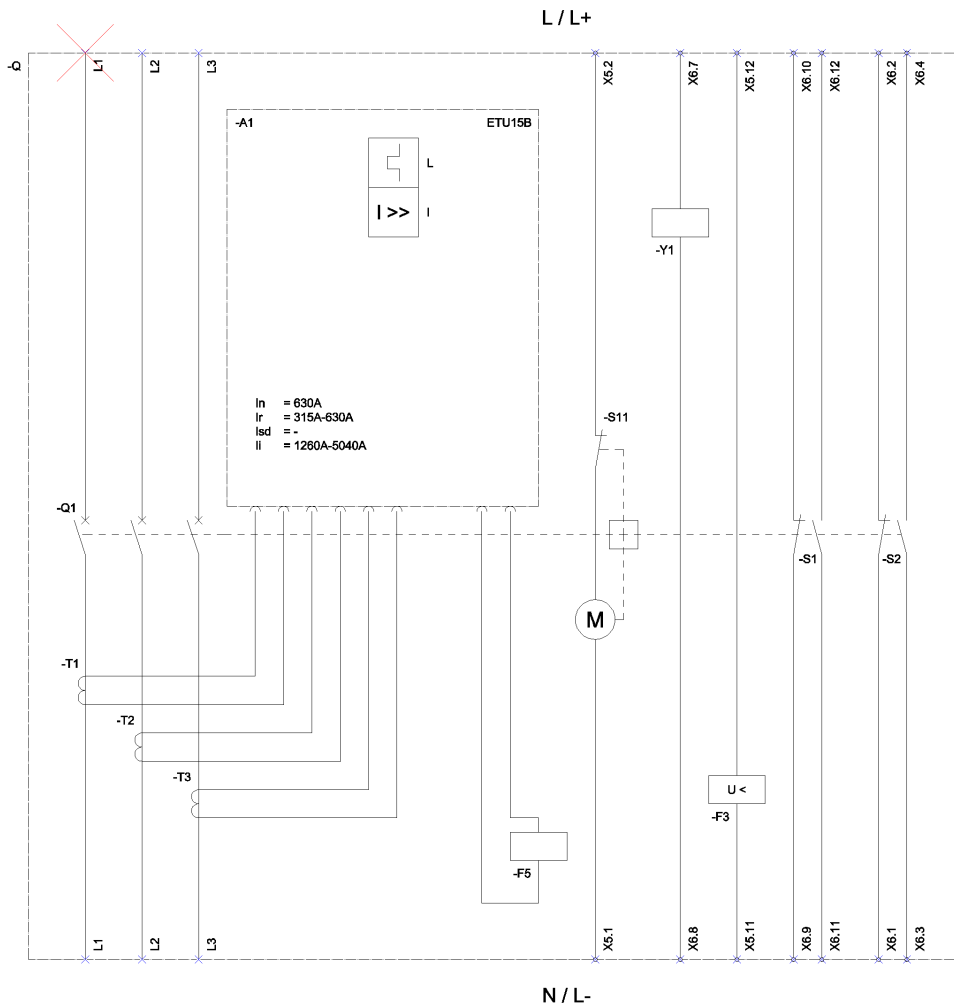 L / L+
-Q
L1
L2
L3
X5.2
X6.7
X5.12
X6.10
X6.12
X6.2
X6.4
-A1
ETU15B
L
I >>
I
-Y1
In = 630A
Ir = 315A-630A
Isd = -
Ii = 1260A-5040A
-S11
-Q1
-S1
-S2
M
-T1
-T2
-T3
U <
-F3
-F5
L1
L2
L3
X5.1
X6.8
X5.11
X6.9
X6.11
X6.1
X6.3
N / L-